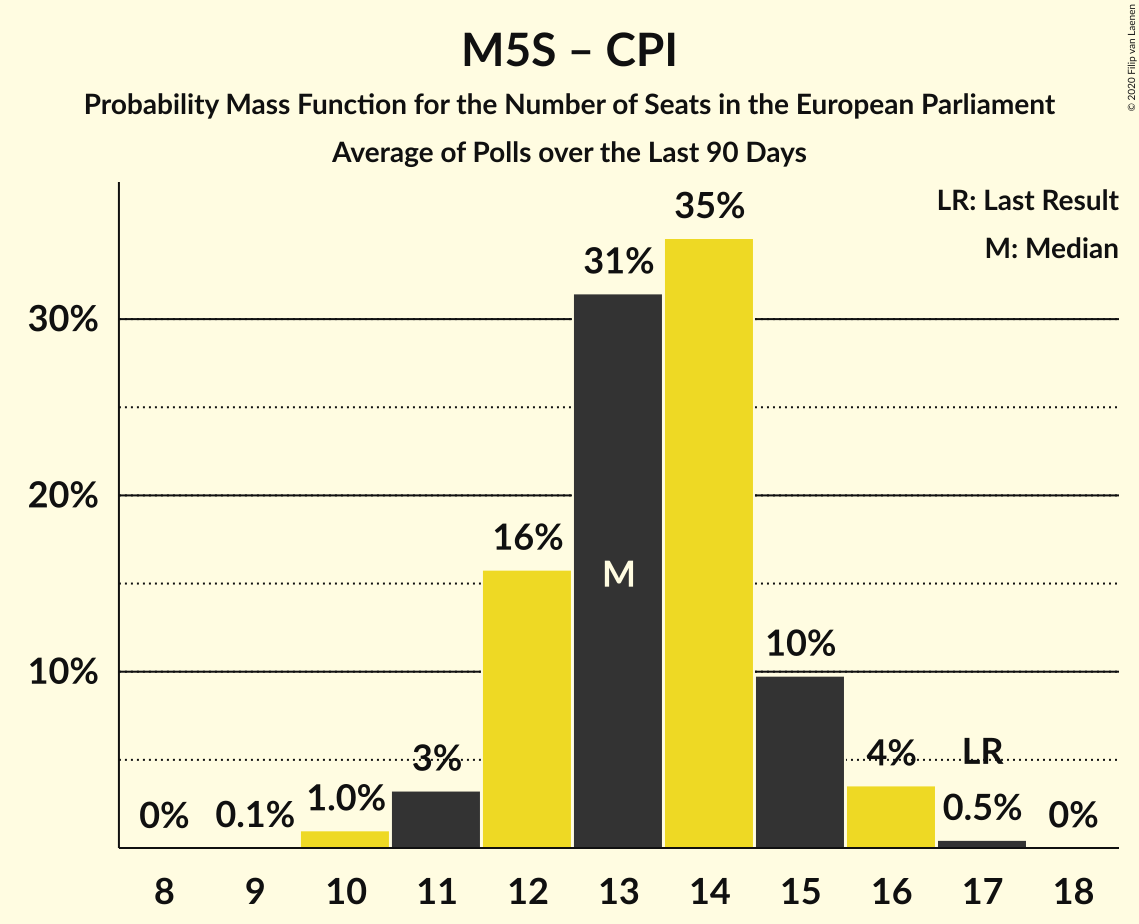 M5S – CPI
Probability Mass Function for the Number of Seats in the European Parliament
Average of Polls over the Last 90 Days
© 2020 Filip van Laenen
LR: Last Result
M: Median
35%
31%
30%
16%
20%
M
10%
10%
3%
4%
LR
0%
0.1%
1.0%
0.5%
0%
8 9 10 11 12 13 14 15 16 17 18